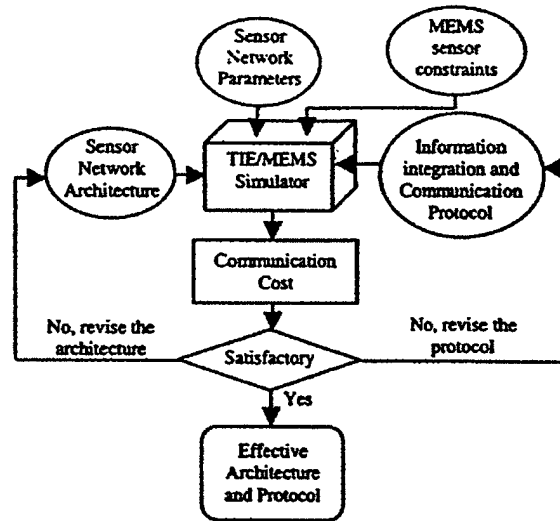 Sensor
Network
Parameters
MEMS
sensor
constraints
Sensor
Network
Architecture
TIE/MEMS
Simulator
Information
integration and
Communication
Protocol
Communication
Cost
No, revise the
architecture
Satisfactory
No, revise the
protocol
Yes
Effective
Architecture
and Protocol